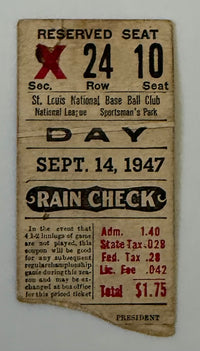 RESERVED SEAT
X 24 10
Sec. Row Seat
St. Louis National Base Ball Club
National League Sportsman's Park
DAY
SEPT. 14, 1947
RAIN CHECK
In the event that
4 1-2 innings of game
are not played, this
coupon will be good
for any subsequent
regular championship
game this season
and may be ex-
changed at box office
for this priced ticket
Adm. 1.40
State Tax .028
Fed. Tax .28
Lic. Fee .042
Total $1.75
PRESIDENT